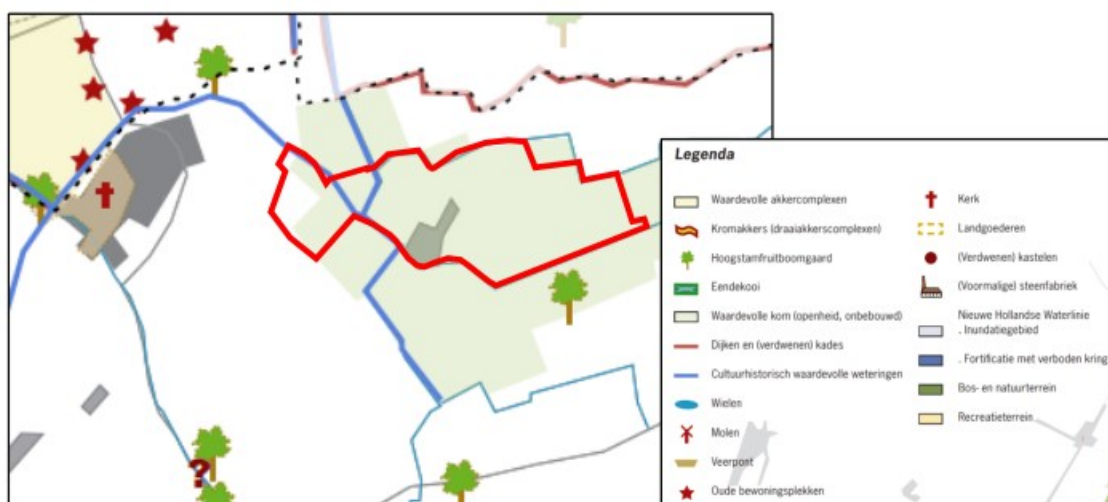 ?
Legenda
Waardevolle akkercomplexen
Kromakkers (draaiakkerscomplexen)
Hoogstamfruitboomgaard
Eendekooi
Waardevolle kom (openheid, onbebouwd)
Dijken en (verdwenen) kades
Cultuurhistorisch waardevolle weteringen
Wielen
Molen
Veerpont
Oude bewoningsplekken
Kerk
Landgoederen
(Verdwenen) kastelen
(Voormalige) steenfabriek
Nieuwe Hollandse Waterlinie
. Inundatiegebied
. Fortificatie met verboden kring
Bos- en natuurterrein
Recreatieterrein